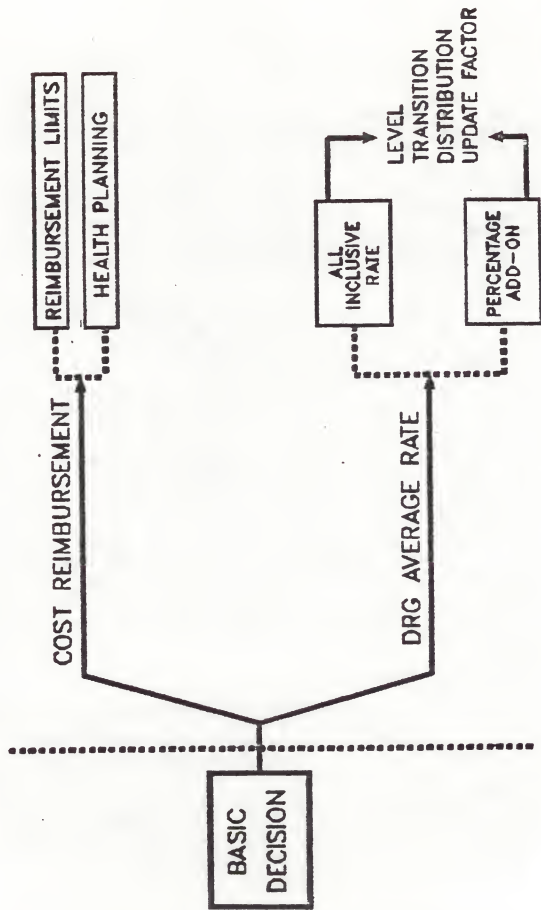 BASIC
DECISION
COST REIMBURSEMENT
REIMBURSEMENT LIMITS
HEALTH PLANNING
DRG AVERAGE RATE
ALL
INCLUSIVE
RATE
PERCENTAGE
ADD-ON
LEVEL
TRANSITION
DISTRIBUTION
UPDATE FACTOR